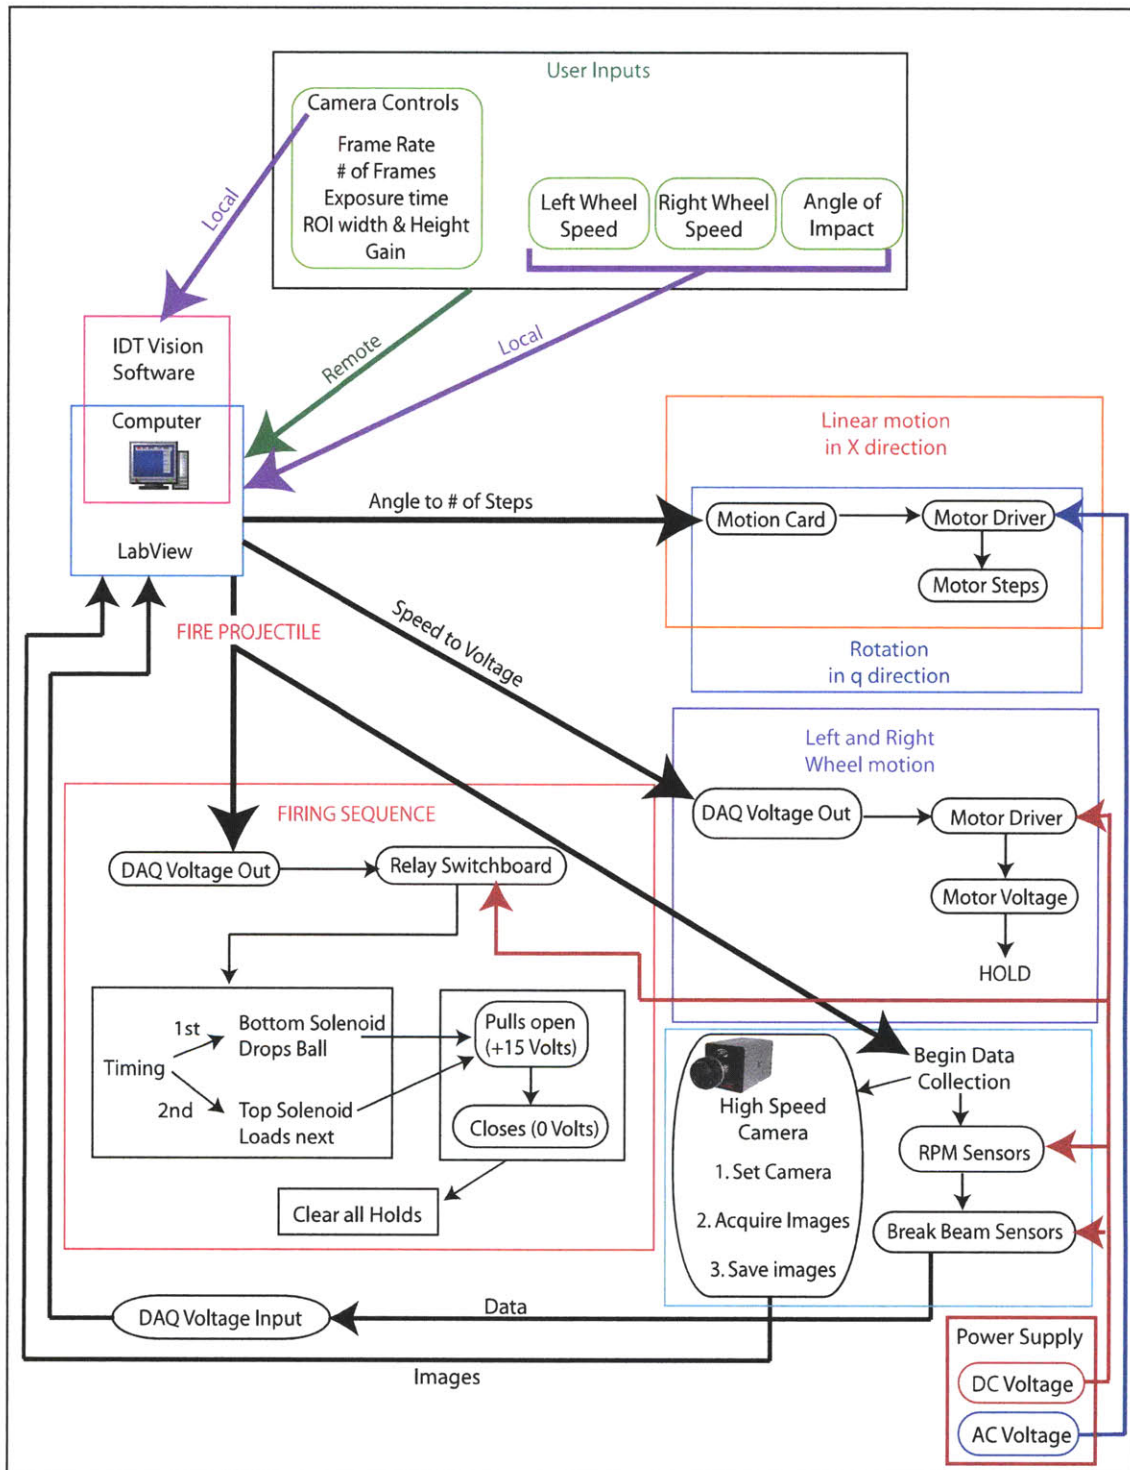 User Inputs
Camera Controls
Frame Rate
# of Frames
Exposure time
ROI width & Height
Gain
Left Wheel
Speed
Right Wheel
Speed
Angle of
Impact
Local
Remote
Local
IDT Vision
Software
Computer
LabView
Linear motion
in X direction
Angle to # of Steps
Motion Card
Motor Driver
Motor Steps
Rotation
in q direction
FIRE PROJECTILE
Speed to Voltage
Left and Right
Wheel motion
DAQ Voltage Out
Motor Driver
Motor Voltage
HOLD
FIRING SEQUENCE
DAQ Voltage Out
Relay Switchboard
Timing
1st
Bottom Solenoid
Drops Ball
2nd
Top Solenoid
Loads next
Pulls open
(+15 Volts)
Closes (0 Volts)
Clear all Holds
Begin Data
Collection
High Speed
Camera
1. Set Camera
2. Acquire Images
3. Save images
RPM Sensors
Break Beam Sensors
Data
DAQ Voltage Input
Images
Power Supply
DC Voltage
AC Voltage